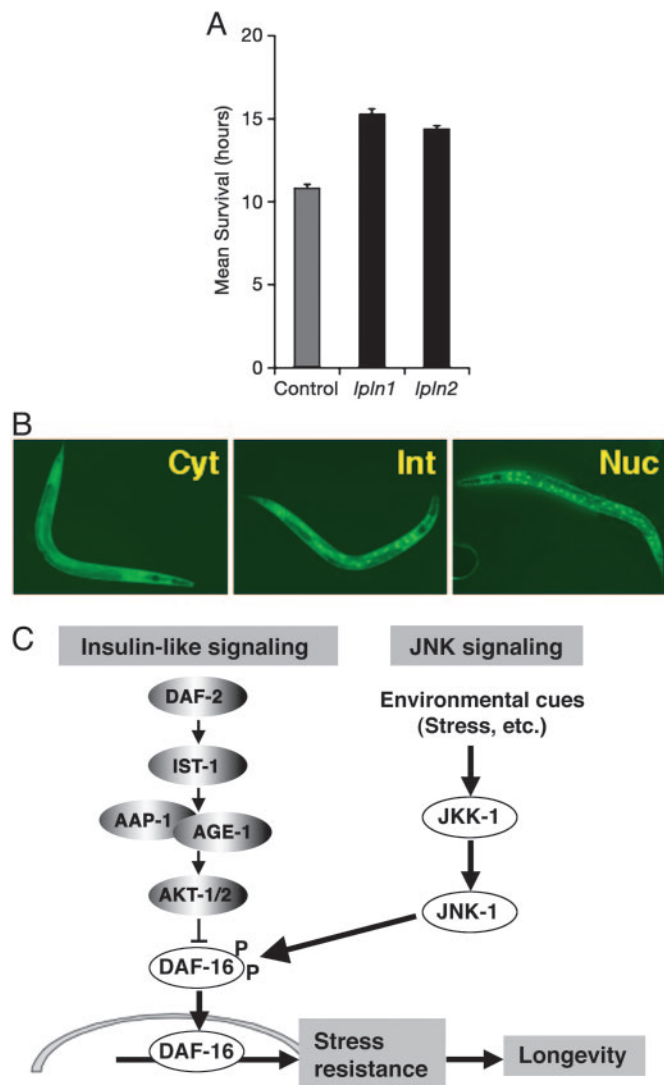 A
Mean Survival (hours)
20
15
10
5
0
Control lpln1 lpln2
B
Cyt Int Nuc
C
Insulin-like signaling JNK signaling
DAF-2
Environmental cues
(Stress, etc.)
IST-1
AAP-1
AGE-1
JKK-1
AKT-1/2
JNK-1
P
DAF-16
P
DAF-16
Stress
resistance
Longevity